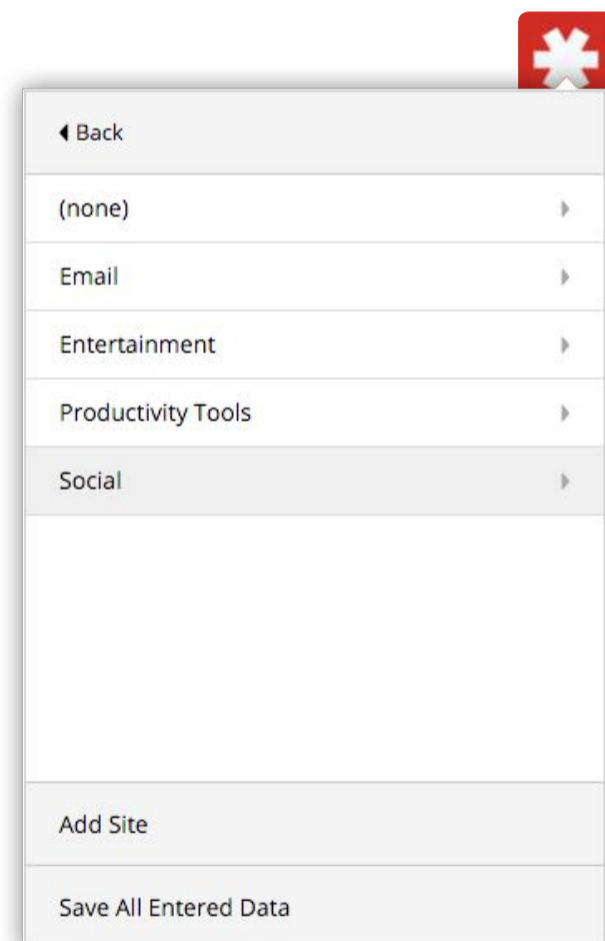 Back
(none)
Email
Entertainment
Productivity Tools
Social
Add Site
Save All Entered Data